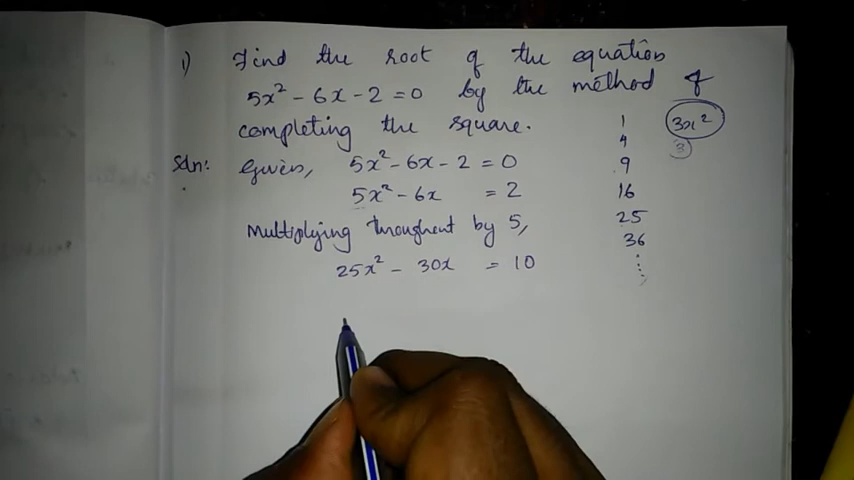 1) Find the root of the equation
5x² - 6x - 2 = 0 by the method of
completing the square.
Soln: Given, 5x² - 6x - 2 = 0
5x² - 6x = 2
Multiplying throughout by 5,
25x² - 30x = 10
1
4
9
16
25
36
⋮
3x²
3